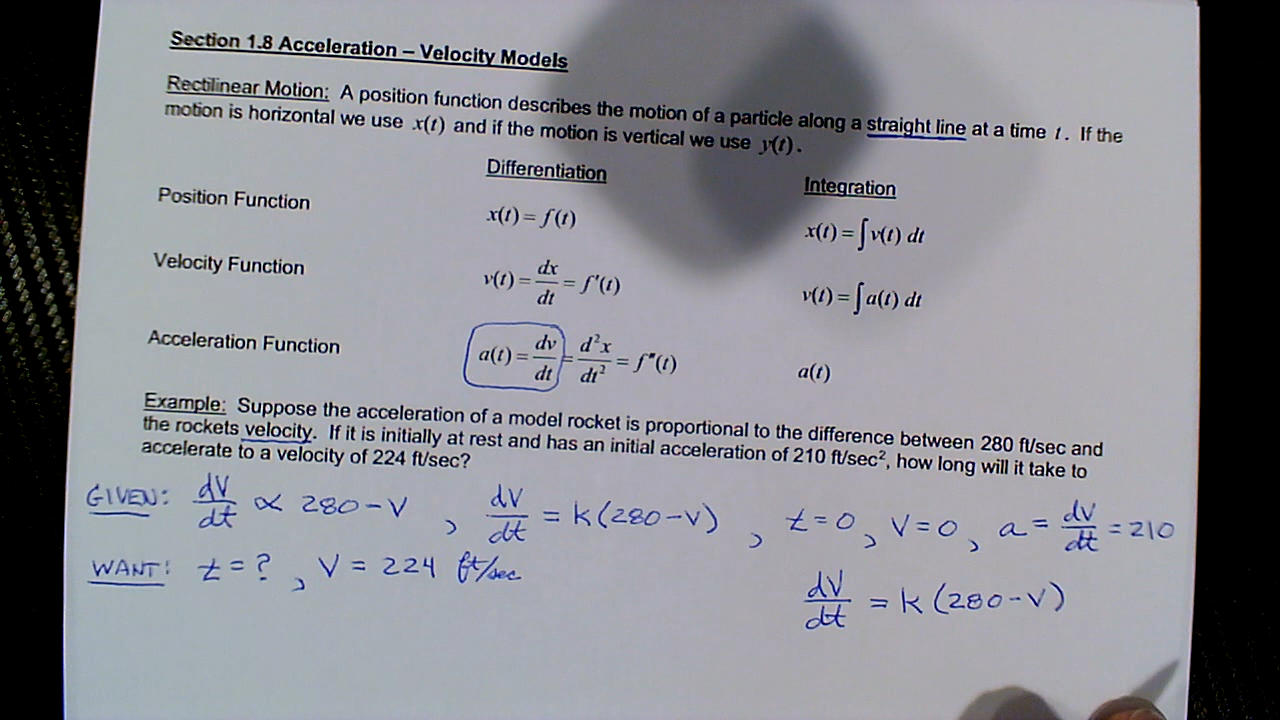 Section 1.8 Acceleration – Velocity Models
Rectilinear Motion: A position function describes the motion of a particle along a straight line at a time t. If the
motion is horizontal we use x(t) and if the motion is vertical we use y(t).
Differentiation Integration
Position Function x(t) = f(t) x(t) = ∫ v(t) dt
Velocity Function v(t) = dx/dt = f'(t) v(t) = ∫ a(t) dt
Acceleration Function a(t) = dv/dt = d²x/dt² = f"(t) a(t)
Example: Suppose the acceleration of a model rocket is proportional to the difference between 280 ft/sec and
the rockets velocity. If it is initially at rest and has an initial acceleration of 210 ft/sec², how long will it take to
accelerate to a velocity of 224 ft/sec?
GIVEN: dV/dt ∝ 280-V , dV/dt = K(280-V) , t=0, V=0, a = dV/dt = 210
WANT: t = ? , V = 224 ft/sec
dV/dt = K(280-V)